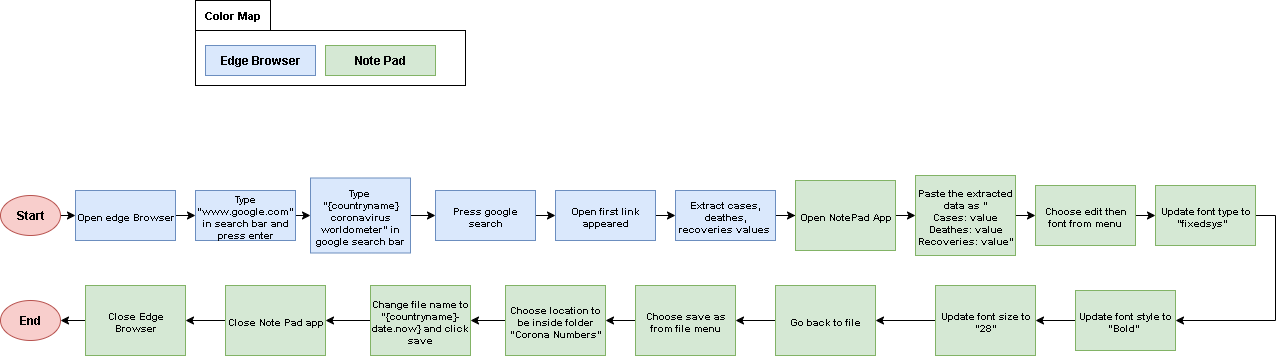 Color Map
Edge Browser
Note Pad
Start
Open edge Browser
Type
"www.google.com"
in search bar and
press enter
Type
"{countryname}
coronavirus
worldometer" in
google search bar
Press google
search
Open first link
appeared
Extract cases,
deathes,
recoveries values
Open NotePad App
Paste the extracted
data as "
Cases: value
Deathes: value
Recoveries: value"
Choose edit then
font from menu
Update font type to
"fixedsys"
End
Close Edge
Browser
Close Note Pad app
Change file name to
"{countryname}-
date.now} and click
save
Choose location to
be inside folder
"Corona Numbers"
Choose save as
from file menu
Go back to file
Update font size to
"28"
Update font style to
"Bold"